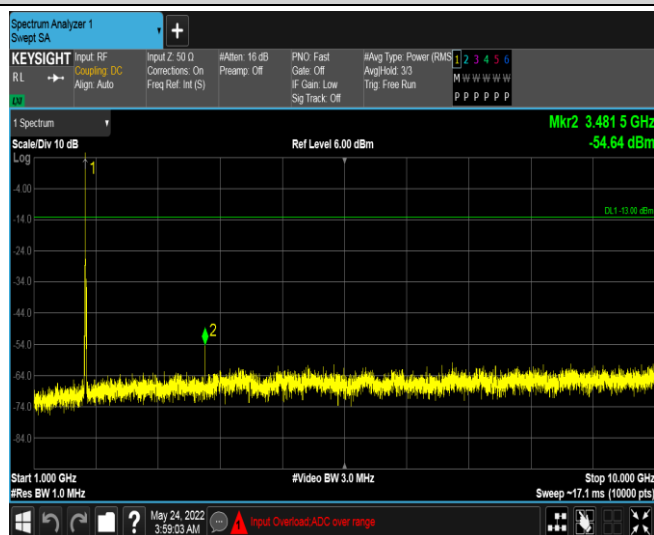 Spectrum Analyzer 1
Swept SA
+
KEYSIGHT Input: RF Input Z: 50 Ω #Atten: 16 dB PNO: Fast #Avg Type: Power (RMS 1 2 3 4 5 6
RL Coupling: DC Corrections: On Preamp: Off Gate: Off Avg|Hold: 3/3 M W W W W W
Align: Auto Freq Ref: Int (S) IF Gain: Low Trig: Free Run
Sig Track: Off P P P P P P
LXI
1 Spectrum Mkr2 3.481 5 GHz
Scale/Div 10 dB Ref Level 6.00 dBm -54.64 dBm
Log
1
-4.00
DL1 -13.00 dBm
-14.0
-24.0
-34.0
-44.0
2
-54.0
-64.0
-74.0
-84.0
Start 1.000 GHz #Video BW 3.0 MHz Stop 10.000 GHz
#Res BW 1.0 MHz Sweep ~17.1 ms (10000 pts)
? May 24, 2022
3:59:03 AM Input Overload;ADC over range